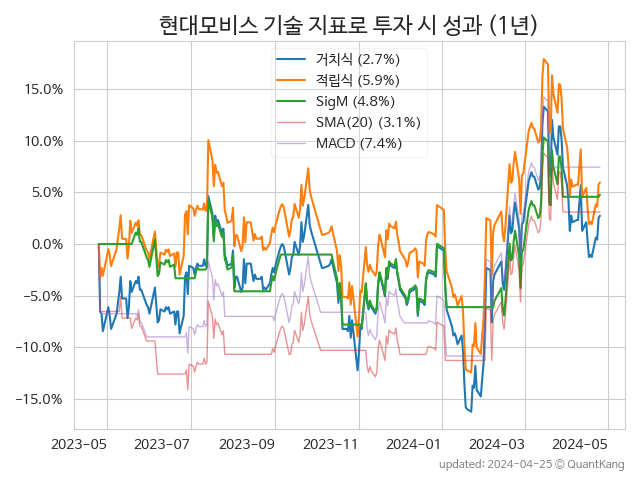 현대모비스 기술 지표로 투자 시 성과 (1년)
거치식 (2.7%)
적립식 (5.9%)
SigM (4.8%)
SMA(20) (3.1%)
MACD (7.4%)
15.0%
10.0%
5.0%
0.0%
−5.0%
−10.0%
−15.0%
2023-05 2023-07 2023-09 2023-11 2024-01 2024-03 2024-05
updated: 2024-04-25 ⓒ QuantKang